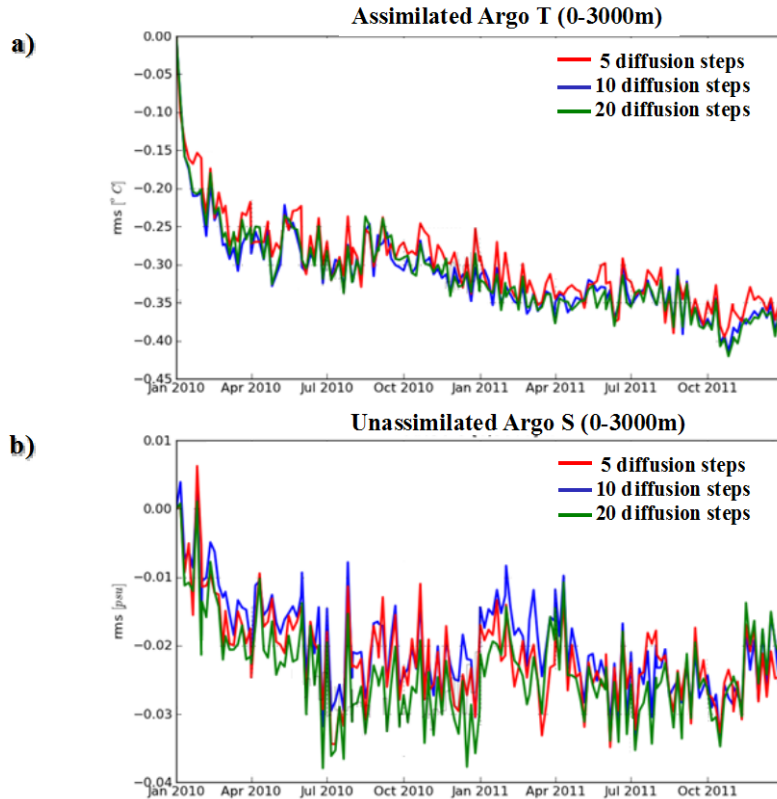 Assimilated Argo T (0-3000m)
a)
0.00
5 diffusion steps
10 diffusion steps
20 diffusion steps
−0.05
−0.10
−0.15
−0.20
−0.25
−0.30
−0.35
−0.40
−0.45
rms [° C]
Jan 2010 Apr 2010 Jul 2010 Oct 2010 Jan 2011 Apr 2011 Jul 2011 Oct 2011
Unassimilated Argo S (0-3000m)
b)
0.01
5 diffusion steps
10 diffusion steps
20 diffusion steps
0.00
−0.01
−0.02
−0.03
−0.04
rms [psu]
Jan 2010 Apr 2010 Jul 2010 Oct 2010 Jan 2011 Apr 2011 Jul 2011 Oct 2011